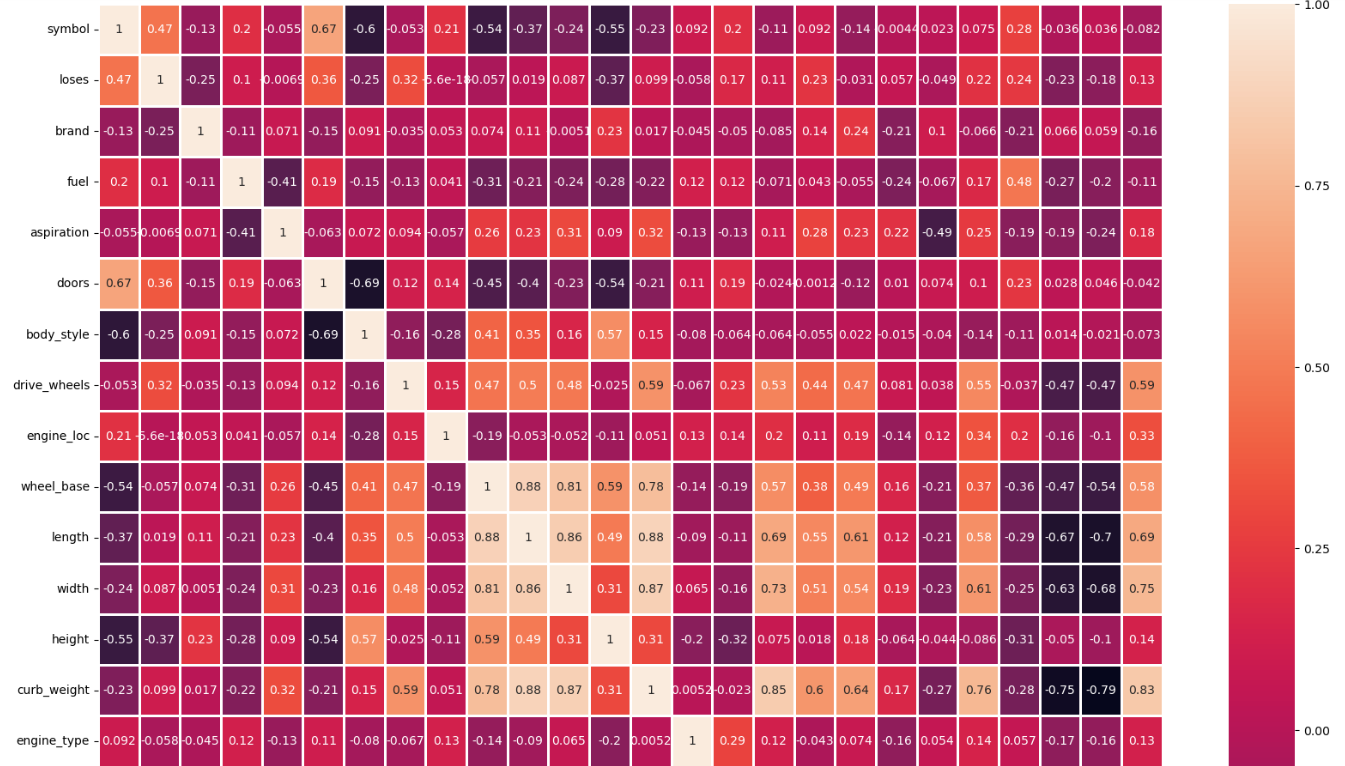 symbol 1 0.47 -0.13 0.2 -0.055 0.67 -0.6 -0.053 0.21 -0.54 -0.37 -0.24 -0.55 -0.23 0.092 0.2 -0.11 0.092 -0.14 0.0044 0.023 0.075 0.28 -0.036 0.036 -0.082 1.00
loses 0.47 1 -0.25 0.1 -0.0069 0.36 -0.25 0.32 -5.6e-18 -0.057 0.019 0.087 -0.37 0.099 -0.058 0.17 0.11 0.23 -0.031 0.057 -0.049 0.22 0.24 -0.23 -0.18 0.13
brand -0.13 -0.25 1 -0.11 0.071 -0.15 0.091 -0.035 0.053 0.074 0.11 0.0051 0.23 0.017 -0.045 -0.05 -0.085 0.14 0.24 -0.21 0.1 -0.066 -0.21 0.066 0.059 -0.16
fuel 0.2 0.1 -0.11 1 -0.41 0.19 -0.15 -0.13 0.041 -0.31 -0.21 -0.24 -0.28 -0.22 0.12 0.12 -0.071 0.043 -0.055 -0.24 -0.067 0.17 0.48 -0.27 -0.2 -0.11 0.75
aspiration -0.055 -0.0069 0.071 -0.41 1 -0.063 0.072 0.094 -0.057 0.26 0.23 0.31 0.09 0.32 -0.13 -0.13 0.11 0.28 0.23 0.22 -0.49 0.25 -0.19 -0.19 -0.24 0.18
doors 0.67 0.36 -0.15 0.19 -0.063 1 -0.69 0.12 0.14 -0.45 -0.4 -0.23 -0.54 -0.21 0.11 0.19 -0.024 0.0012 -0.12 0.01 0.074 0.1 0.23 0.028 0.046 -0.042
body_style -0.6 -0.25 0.091 -0.15 0.072 -0.69 1 -0.16 -0.28 0.41 0.35 0.16 0.57 0.15 -0.08 -0.064 -0.064 -0.055 0.022 -0.015 -0.04 -0.14 -0.11 0.014 -0.021 -0.073
drive_wheels -0.053 0.32 -0.035 -0.13 0.094 0.12 -0.16 1 0.15 0.47 0.5 0.48 -0.025 0.59 -0.067 0.23 0.53 0.44 0.47 0.081 0.038 0.55 -0.037 -0.47 -0.47 0.59 0.50
engine_loc 0.21 -5.6e-18 0.053 0.041 -0.057 0.14 -0.28 0.15 1 -0.19 -0.053 -0.052 -0.11 0.051 0.13 0.14 0.2 0.11 0.19 -0.14 0.12 0.34 0.2 -0.16 -0.1 0.33
wheel_base -0.54 -0.057 0.074 -0.31 0.26 -0.45 0.41 0.47 -0.19 1 0.88 0.81 0.59 0.78 -0.14 -0.19 0.57 0.38 0.49 0.16 -0.21 0.37 -0.36 -0.47 -0.54 0.58
length -0.37 0.019 0.11 -0.21 0.23 -0.4 0.35 0.5 -0.053 0.88 1 0.86 0.49 0.88 -0.09 -0.11 0.69 0.55 0.61 0.12 -0.21 0.58 -0.29 -0.67 -0.7 0.69 0.25
width -0.24 0.087 0.0051 -0.24 0.31 -0.23 0.16 0.48 -0.052 0.81 0.86 1 0.31 0.87 0.065 -0.16 0.73 0.51 0.54 0.19 -0.23 0.61 -0.25 -0.63 -0.68 0.75
height -0.55 -0.37 0.23 -0.28 0.09 -0.54 0.57 -0.025 -0.11 0.59 0.49 0.31 1 0.31 -0.2 -0.32 0.075 0.018 0.18 -0.064 -0.044 -0.086 -0.31 -0.05 -0.1 0.14
curb_weight -0.23 0.099 0.017 -0.22 0.32 -0.21 0.15 0.59 0.051 0.78 0.88 0.87 0.31 1 0.0052 -0.023 0.85 0.6 0.64 0.17 -0.27 0.76 -0.28 -0.75 -0.79 0.83
engine_type 0.092 -0.058 -0.045 0.12 -0.13 0.11 -0.08 -0.067 0.13 -0.14 -0.09 0.065 -0.2 0.0052 1 0.29 0.12 -0.043 0.074 -0.16 0.054 0.14 0.057 -0.17 -0.16 0.13 0.00